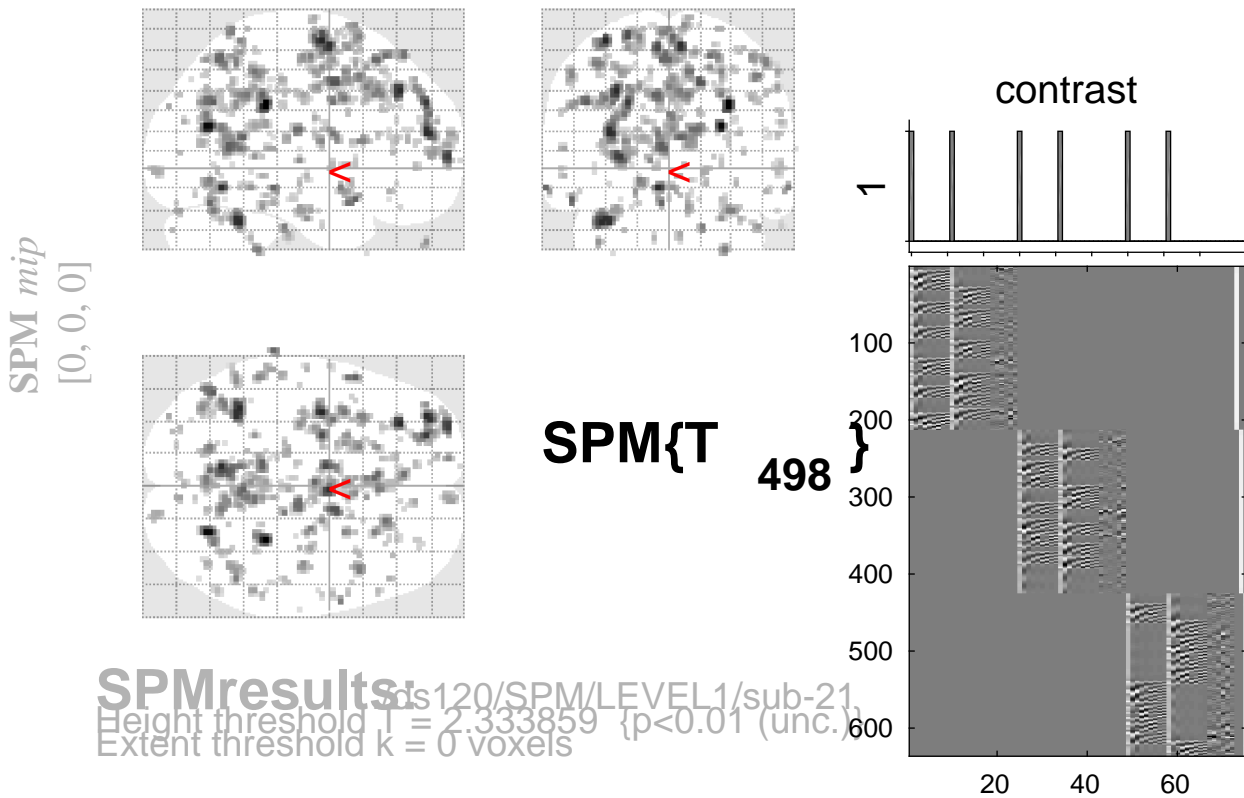 SPM mip
[0, 0, 0]
<
<
<
SPM{T498}
contrast
1
100
200
300
400
500
600
20
40
60
SPMresults: /ds120/SPM/LEVEL1/sub-21
Height threshold T = 2.333859 {p<0.01 (unc.)}
Extent threshold k = 0 voxels